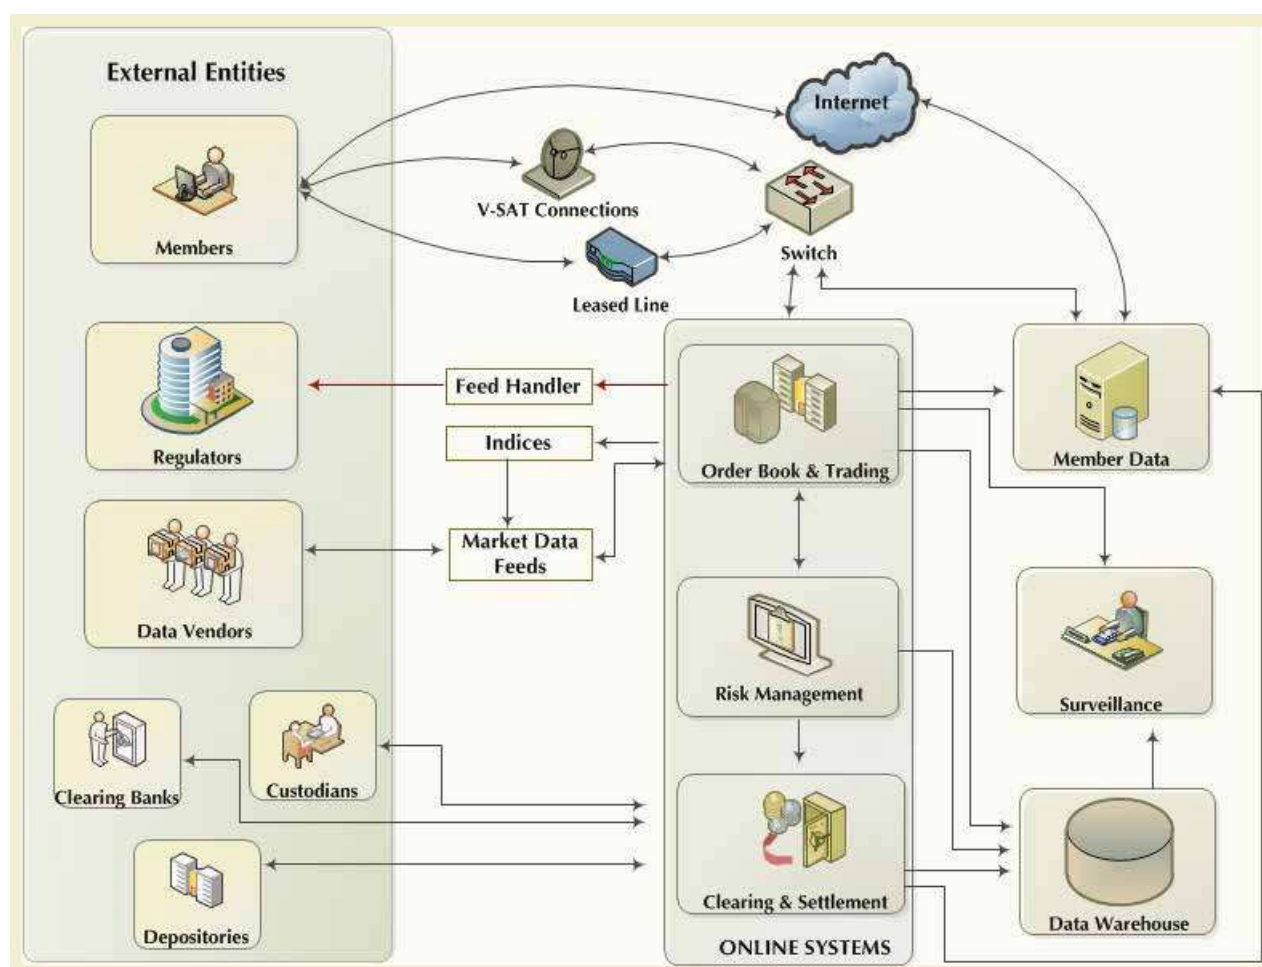 External Entities
Members
Internet
V-SAT Connections
Switch
Leased Line
Regulators
Feed Handler
Indices
Market Data
Feeds
Data Vendors
Order Book & Trading
Member Data
Risk Management
Surveillance
Clearing Banks
Custodians
Depositories
Clearing & Settlement
Data Warehouse
ONLINE SYSTEMS